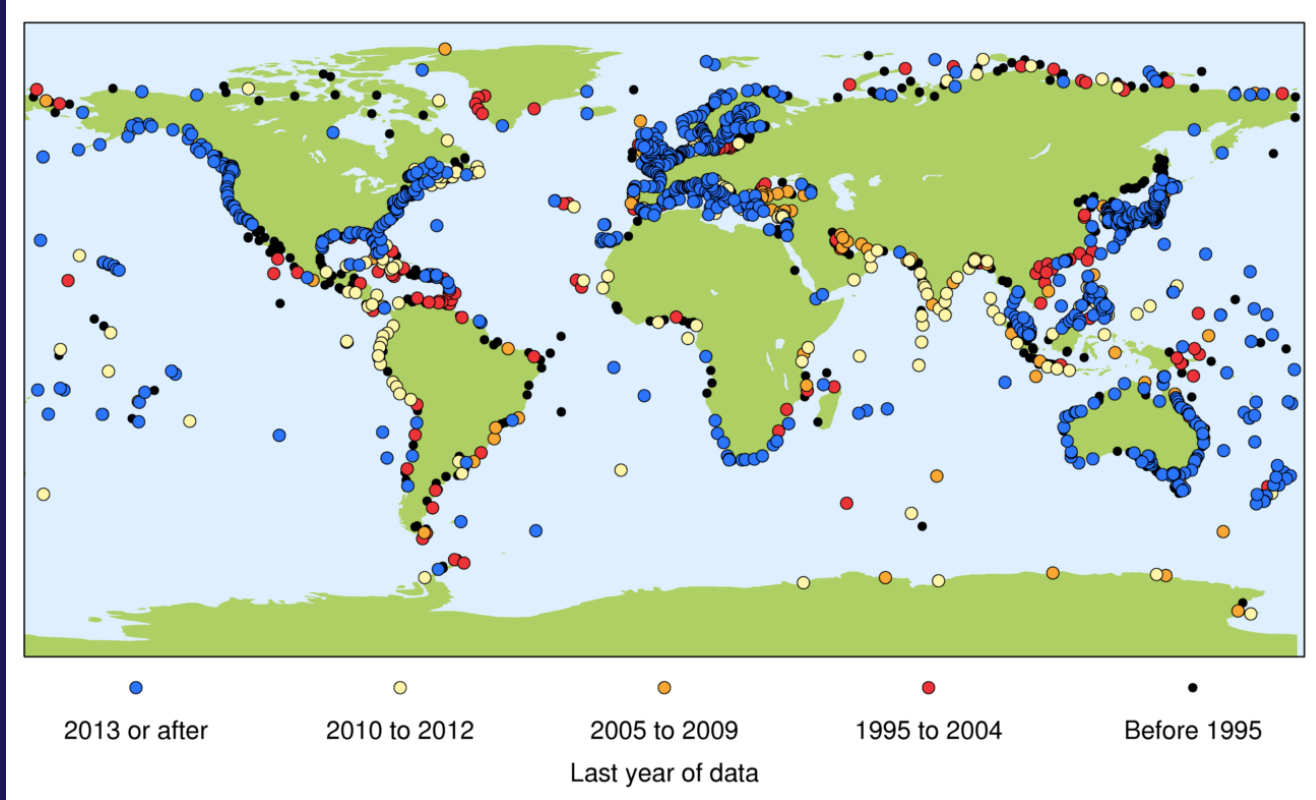 2013 or after
2010 to 2012
2005 to 2009
1995 to 2004
Before 1995
Last year of data